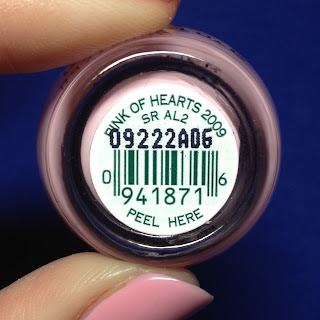 PINK OF HEARTS 2009
SR AL2
09222A06
0 941871 6
PEEL HERE